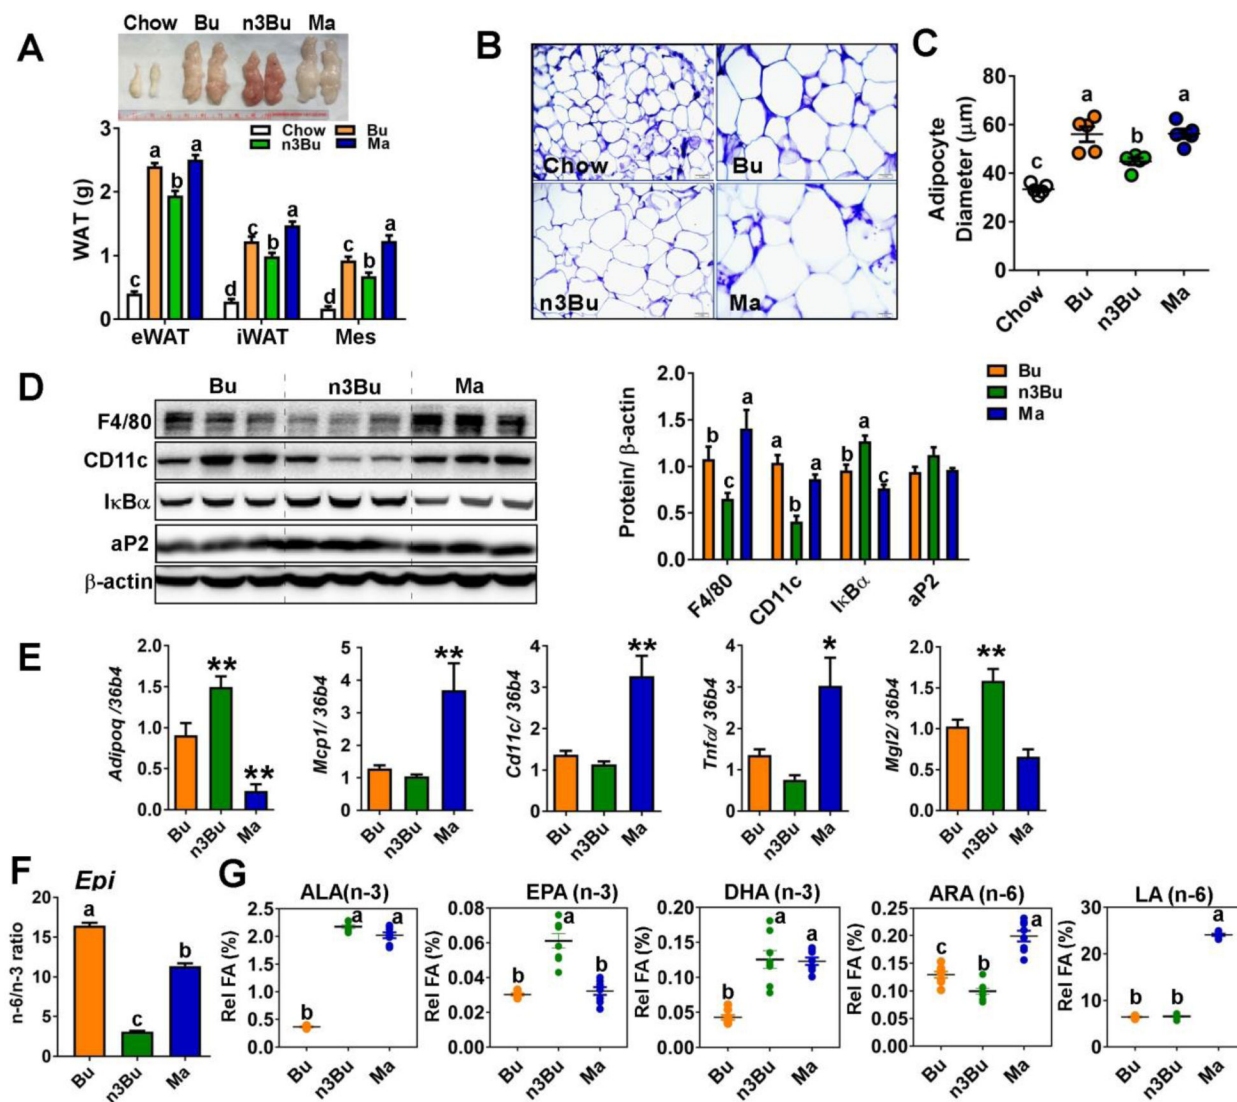 A
Chow Bu n3Bu Ma
Chow Bu
n3Bu Ma
WAT (g)
3
2
1
0
c a b a
d c b a
d c b a
eWAT iWAT Mes
B
Chow
Bu
n3Bu
Ma
C
Adipocyte
Diameter (μm)
80
60
40
20
0
c a b a
Chow Bu n3Bu Ma
D
Bu n3Bu Ma
F4/80
CD11c
IκBα
aP2
β-actin
Bu
n3Bu
Ma
Protein/ β-actin
2.0
1.5
1.0
0.5
0.0
b c a
a b a
b a c
F4/80 CD11c IκBα aP2
E
Adipoq /36b4
2.0
1.5
1.0
0.5
0.0
** **
Bu n3Bu Ma
Mcp1/ 36b4
5
4
3
2
1
0
**
Bu n3Bu Ma
Cd11c/ 36b4
4
3
2
1
0
**
Bu n3Bu Ma
Tnfα/ 36b4
4
3
2
1
0
*
Bu n3Bu Ma
Mgl2/ 36b4
2.0
1.5
1.0
0.5
0.0
**
Bu n3Bu Ma
F
Epi
n-6/n-3 ratio
20
15
10
5
0
a c b
Bu n3Bu Ma
G
ALA(n-3)
Rel FA (%)
2.5
2.0
1.5
1.0
0.5
0.0
b a a
Bu n3Bu Ma
EPA (n-3)
Rel FA (%)
0.08
0.06
0.04
0.02
0.00
b a b
Bu n3Bu Ma
DHA (n-3)
Rel FA (%)
0.20
0.15
0.10
0.05
0.00
b a a
Bu n3Bu Ma
ARA (n-6)
Rel FA (%)
0.25
0.20
0.15
0.10
0.05
0.00
c b a
Bu n3Bu Ma
LA (n-6)
Rel FA (%)
30
20
10
0
b b a
Bu n3Bu Ma